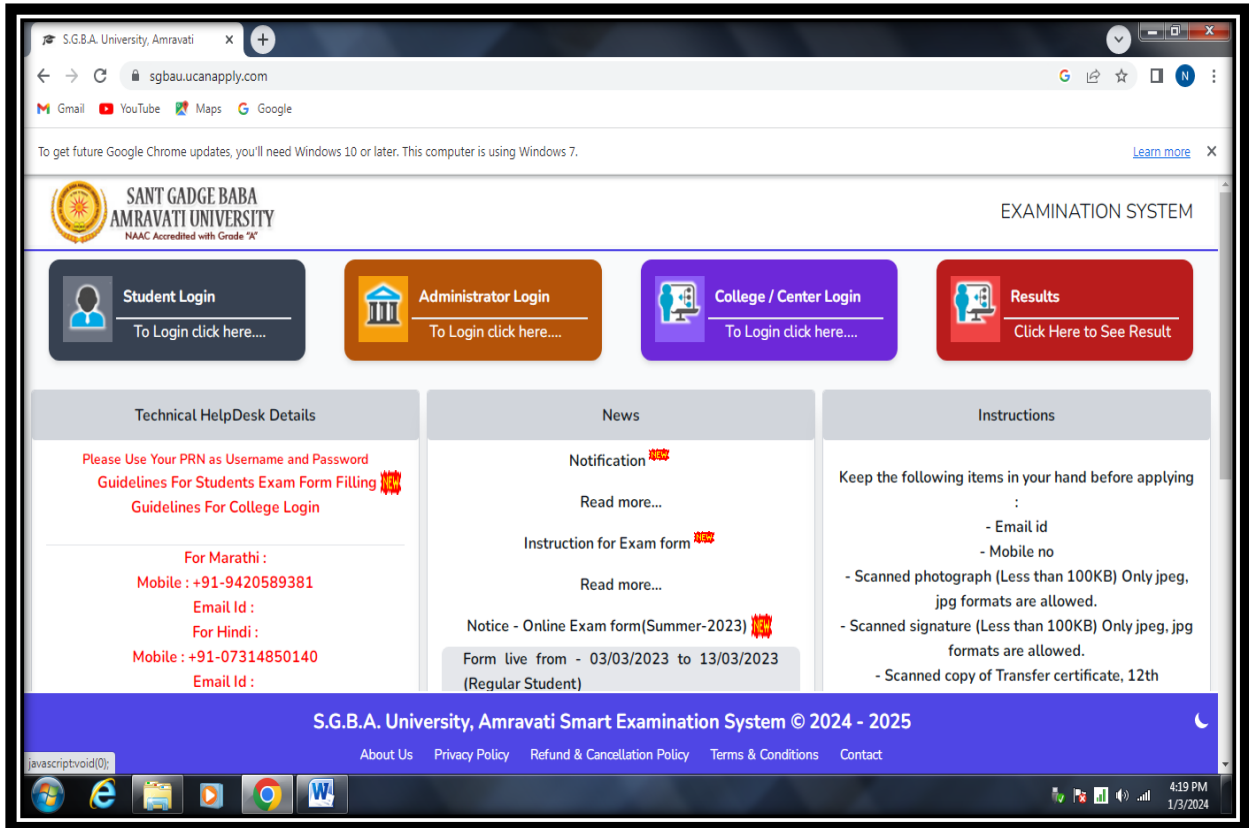 S.G.B.A. University, Amravati
sgbau.ucanapply.com
G
N
Gmail
YouTube
Maps
G Google
To get future Google Chrome updates, you'll need Windows 10 or later. This computer is using Windows 7.
Learn more
SANT GADGE BABA
AMRAVATI UNIVERSITY
NAAC Accredited with Grade "A"
EXAMINATION SYSTEM
Student Login
To Login click here....
Administrator Login
To Login click here....
College / Center Login
To Login click here....
Results
Click Here to See Result
Technical HelpDesk Details
Please Use Your PRN as Username and Password
Guidelines For Students Exam Form Filling NEW
Guidelines For College Login
For Marathi :
Mobile : +91-9420589381
Email Id :
For Hindi :
Mobile : +91-07314850140
Email Id :
News
Notification NEW
Read more...
Instruction for Exam form NEW
Read more...
Notice - Online Exam form(Summer-2023) NEW
Form live from - 03/03/2023 to 13/03/2023
(Regular Student)
Instructions
Keep the following items in your hand before applying
:
- Email id
- Mobile no
- Scanned photograph (Less than 100KB) Only jpeg,
jpg formats are allowed.
- Scanned signature (Less than 100KB) Only jpeg, jpg
formats are allowed.
- Scanned copy of Transfer certificate, 12th
S.G.B.A. University, Amravati Smart Examination System © 2024 - 2025
About Us Privacy Policy Refund & Cancellation Policy Terms & Conditions Contact
javascript:void(0);
W
4:19 PM
1/3/2024